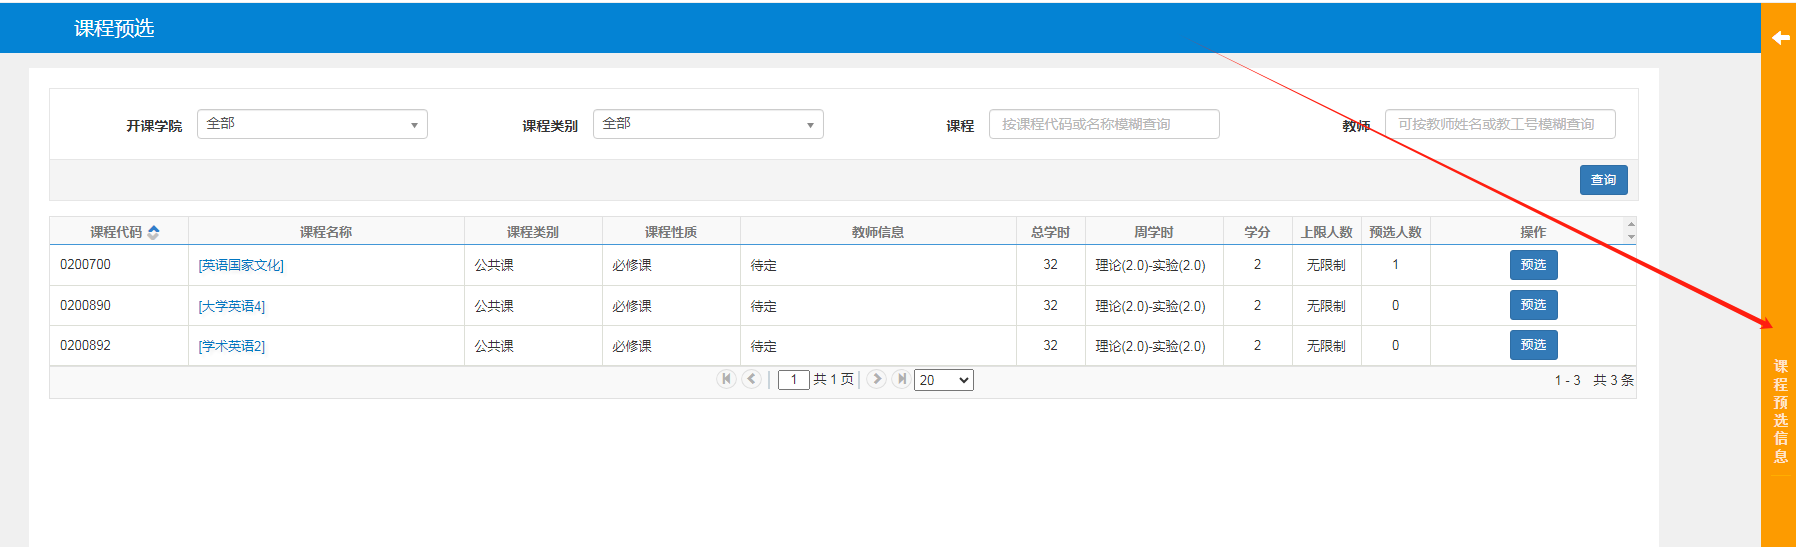 课程预选
开课学院 全部 课程类别 全部 课程 按课程代码或名称模糊查询 教师 可按教师姓名或教工号模糊查询
查询
课程代码 课程名称 课程类别 课程性质 教师信息 总学时 周学时 学分 上限人数 预选人数 操作
0200700 [英语国家文化] 公共课 必修课 待定 32 理论(2.0)-实验(2.0) 2 无限制 1 预选
0200890 [大学英语4] 公共课 必修课 待定 32 理论(2.0)-实验(2.0) 2 无限制 0 预选
0200892 [学术英语2] 公共课 必修课 待定 32 理论(2.0)-实验(2.0) 2 无限制 0 预选
1 共 1 页 20 1 - 3 共 3 条
课程预选信息